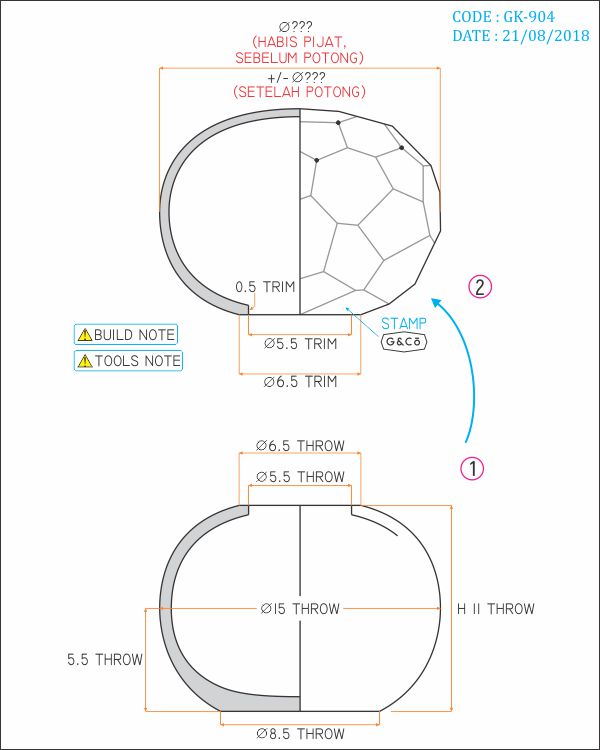 CODE : GK-904
DATE : 21/08/2018
Ø???
(HABIS PIJAT,
SEBELUM POTONG)
+/- Ø???
(SETELAH POTONG)
0.5 TRIM
2
STAMP
G&Co
BUILD NOTE
TOOLS NOTE
Ø5.5 TRIM
Ø6.5 TRIM
1
Ø6.5 THROW
Ø5.5 THROW
Ø15 THROW
H 11 THROW
5.5 THROW
Ø8.5 THROW